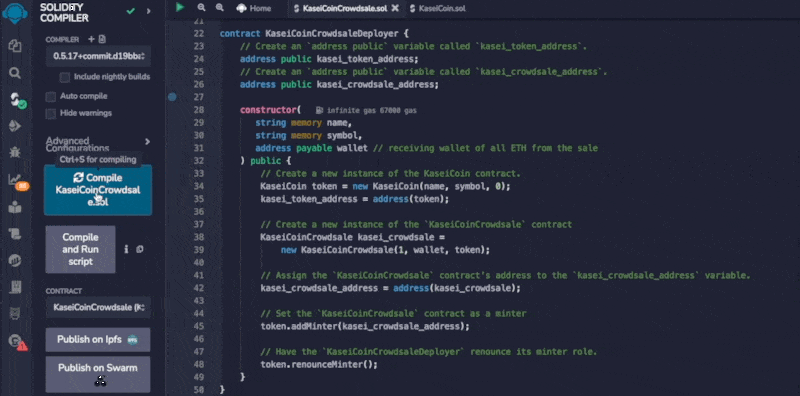 SOLIDITY
COMPILER
COMPILER
0.5.17+commit.d19bba
Include nightly builds
Auto compile
Hide warnings
Advanced
Configurations
Ctrl+S for compiling
Compile
KaseiCoinCrowdsal
e.sol
Compile
and Run
script
CONTRACT
KaseiCoinCrowdsale (K
Publish on Ipfs
Publish on Swarm
Home
KaseiCoinCrowdsale.sol
KaseiCoin.sol
21
22 contract KaseiCoinCrowdsaleDeployer {
23 // Create an `address public` variable called `kasei_token_address`.
24 address public kasei_token_address;
25 // Create an `address public` variable called `kasei_crowdsale_address`.
26 address public kasei_crowdsale_address;
27
28 constructor( infinite gas 67000 gas
29 string memory name,
30 string memory symbol,
31 address payable wallet // receiving wallet of all ETH from the sale
32 ) public {
33 // Create a new instance of the KaseiCoin contract.
34 KaseiCoin token = new KaseiCoin(name, symbol, 0);
35 kasei_token_address = address(token);
36
37 // Create a new instance of the `KaseiCoinCrowdsale` contract
38 KaseiCoinCrowdsale kasei_crowdsale =
39 new KaseiCoinCrowdsale(1, wallet, token);
40
41 // Assign the `KaseiCoinCrowdsale` contract's address to the `kasei_crowdsale_address` variable.
42 kasei_crowdsale_address = address(kasei_crowdsale);
43
44 // Set the `KaseiCoinCrowdsale` contract as a minter
45 token.addMinter(kasei_crowdsale_address);
46
47 // Have the `KaseiCoinCrowdsaleDeployer` renounce its minter role.
48 token.renounceMinter();
49 }
50 }